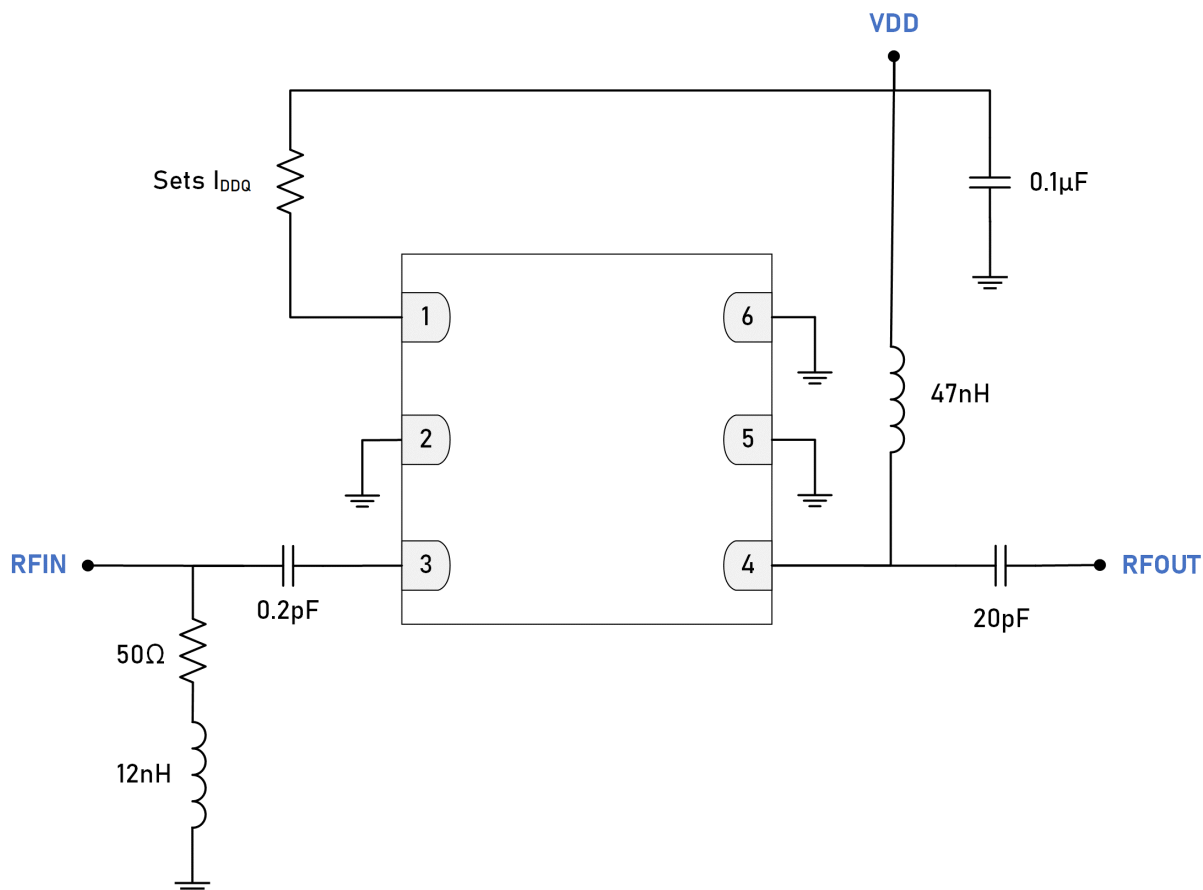 VDD
Sets IDDQ
0.1µF
1
6
47nH
2
5
RFIN
3
4
RFOUT
0.2pF
20pF
50Ω
12nH